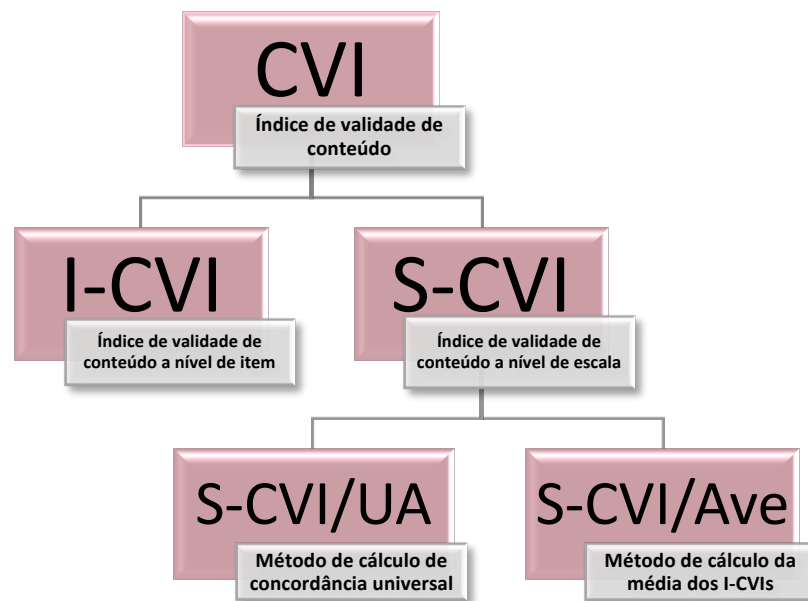 CVI
Índice de validade de
conteúdo
I-CVI
Índice de validade de
conteúdo a nível de item
S-CVI
Índice de validade de
conteúdo a nível de escala
S-CVI/UA
Método de cálculo de
concordância universal
S-CVI/Ave
Método de cálculo da
média dos I-CVIs